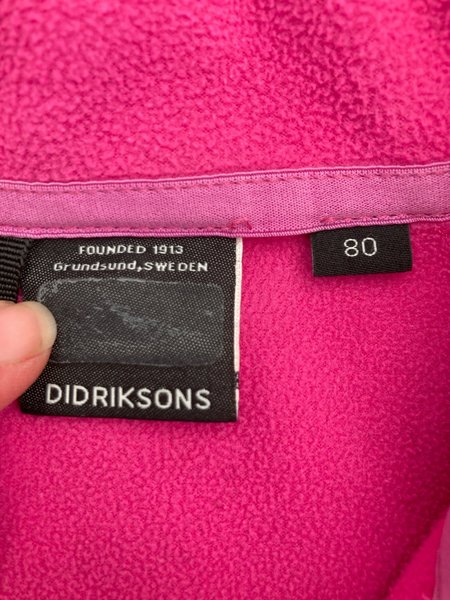 FOUNDED 1913
Grundsund, SWEDEN
DIDRIKSONS
80